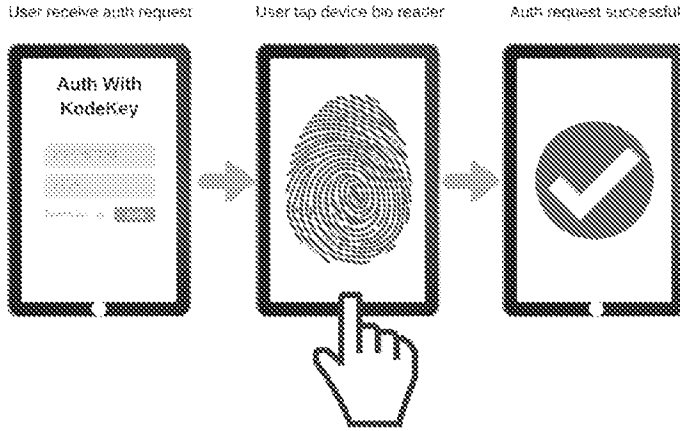 User receive auth request
User tap device bio reader
Auth request successful
Auth With
KodeKey